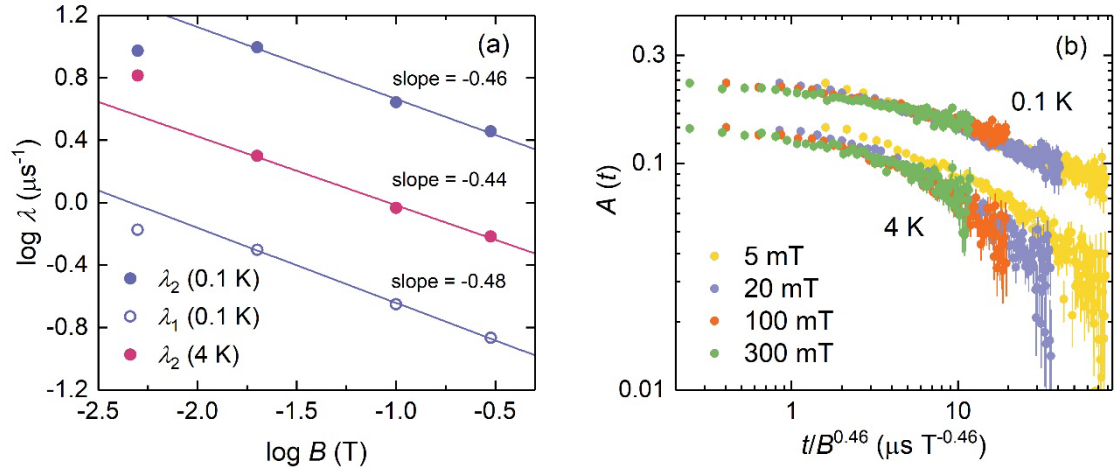 1.2
0.8
0.4
0.0
-0.4
-0.8
-1.2
log λ (μs⁻¹)
(a)
slope = -0.46
slope = -0.44
slope = -0.48
λ₂ (0.1 K)
λ₁ (0.1 K)
λ₂ (4 K)
-2.5 -2.0 -1.5 -1.0 -0.5
log B (T)
0.3
0.1
0.01
A (t)
(b)
0.1 K
4 K
5 mT
20 mT
100 mT
300 mT
1 10
t/B⁰·⁴⁶ (μs T⁻⁰·⁴⁶)